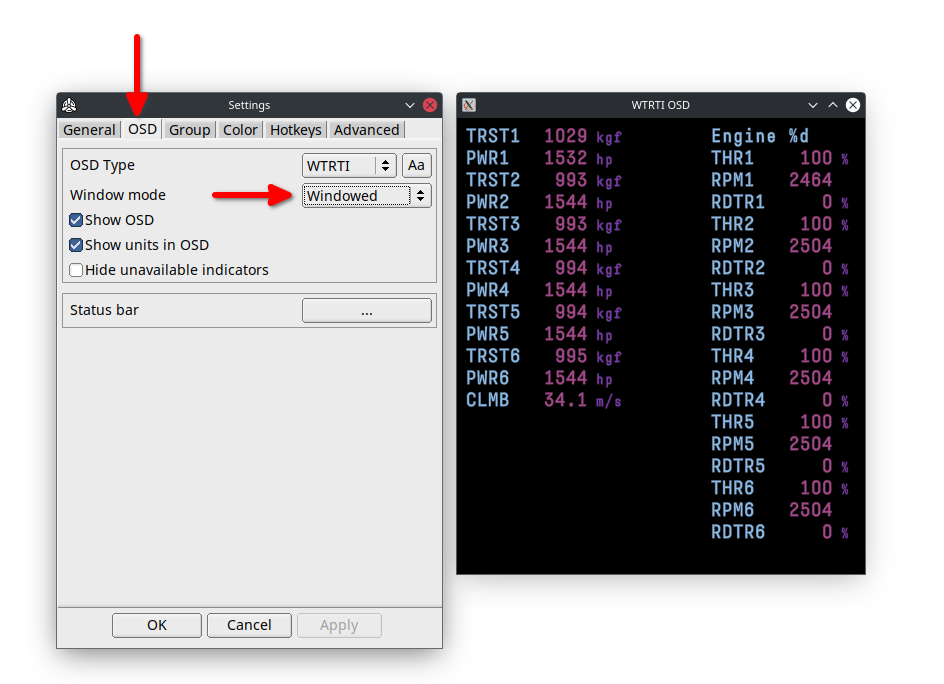 Settings
General OSD Group Color Hotkeys Advanced
OSD Type WTRTI Aa
Window mode Windowed
Show OSD
Show units in OSD
Hide unavailable indicators
Status bar ...
OK Cancel Apply
WTRTI OSD
TRST1 1029 kgf
PWR1 1532 hp
TRST2 993 kgf
PWR2 1544 hp
TRST3 993 kgf
PWR3 1544 hp
TRST4 994 kgf
PWR4 1544 hp
TRST5 994 kgf
PWR5 1544 hp
TRST6 995 kgf
PWR6 1544 hp
CLMB 34.1 m/s
Engine %d
THR1 100 %
RPM1 2464
RDTR1 0 %
THR2 100 %
RPM2 2504
RDTR2 0 %
THR3 100 %
RPM3 2504
RDTR3 0 %
THR4 100 %
RPM4 2504
RDTR4 0 %
THR5 100 %
RPM5 2504
RDTR5 0 %
THR6 100 %
RPM6 2504
RDTR6 0 %